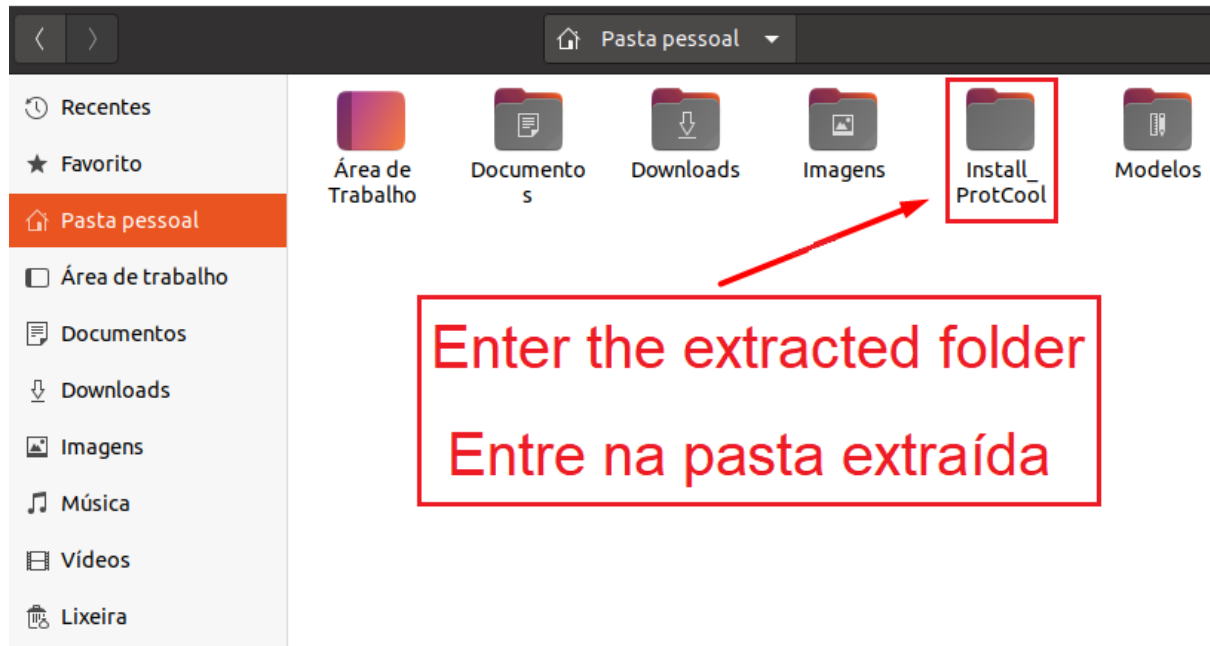 Pasta pessoal
Recentes
Favorito
Pasta pessoal
Área de trabalho
Documentos
Downloads
Imagens
Música
Vídeos
Lixeira
Área de
Trabalho
Documento
s
Downloads
Imagens
Install_
ProtCool
Modelos
Enter the extracted folder
Entre na pasta extraída